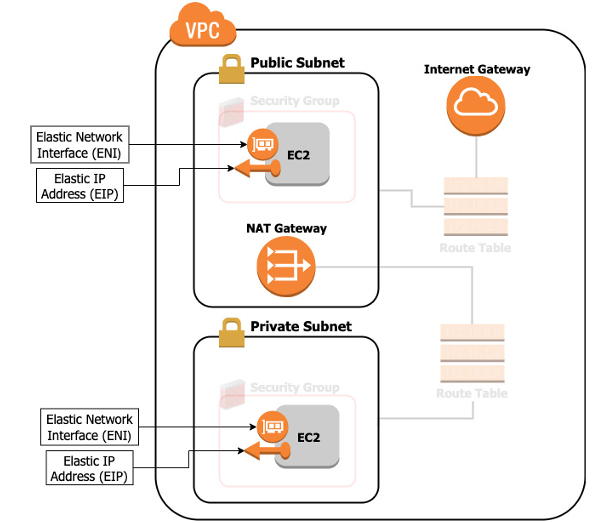 VPC
Public Subnet
Internet Gateway
Security Group
Elastic Network
Interface (ENI)
EC2
Elastic IP
Address (EIP)
NAT Gateway
Route Table
Private Subnet
Security Group
Route Table
Elastic Network
Interface (ENI)
EC2
Elastic IP
Address (EIP)